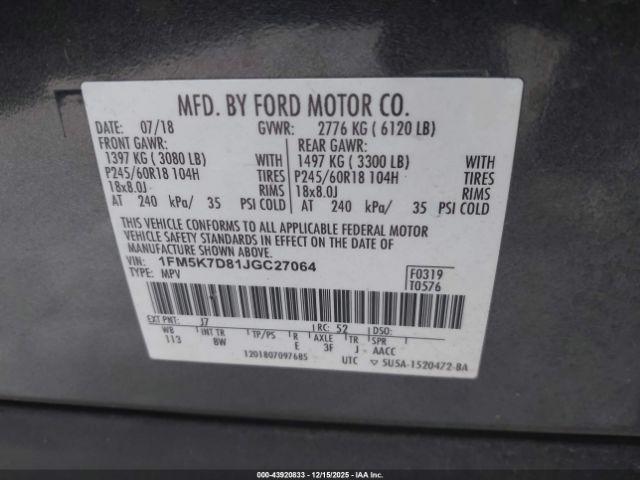 MFD. BY FORD MOTOR CO.
DATE: 07/18 GVWR: 2776 KG ( 6120 LB)
FRONT GAWR: REAR GAWR:
1397 KG ( 3080 LB) WITH 1497 KG ( 3300 LB) WITH
P245/60R18 104H TIRES P245/60R18 104H TIRES
18x8.0J RIMS 18x8.0J RIMS
AT 240 kPa/ 35 PSI COLD AT 240 kPa/ 35 PSI COLD
THIS VEHICLE CONFORMS TO ALL APPLICABLE FEDERAL MOTOR
VEHICLE SAFETY STANDARDS IN EFFECT ON THE DATE OF
MANUFACTURE SHOWN ABOVE.
VIN: 1FM5K7D81JGC27064
TYPE: MPV
F0319
T0576
EXT PNT: J7 RC: 52 DSO:
WB INT TR TP/PS R AXLE TR SPR
113 8W E 3F J AACC
1201807097685 UTC ▽ 5U5A-1520472-BA
000-43920833 - 12/15/2025 - IAA Inc.